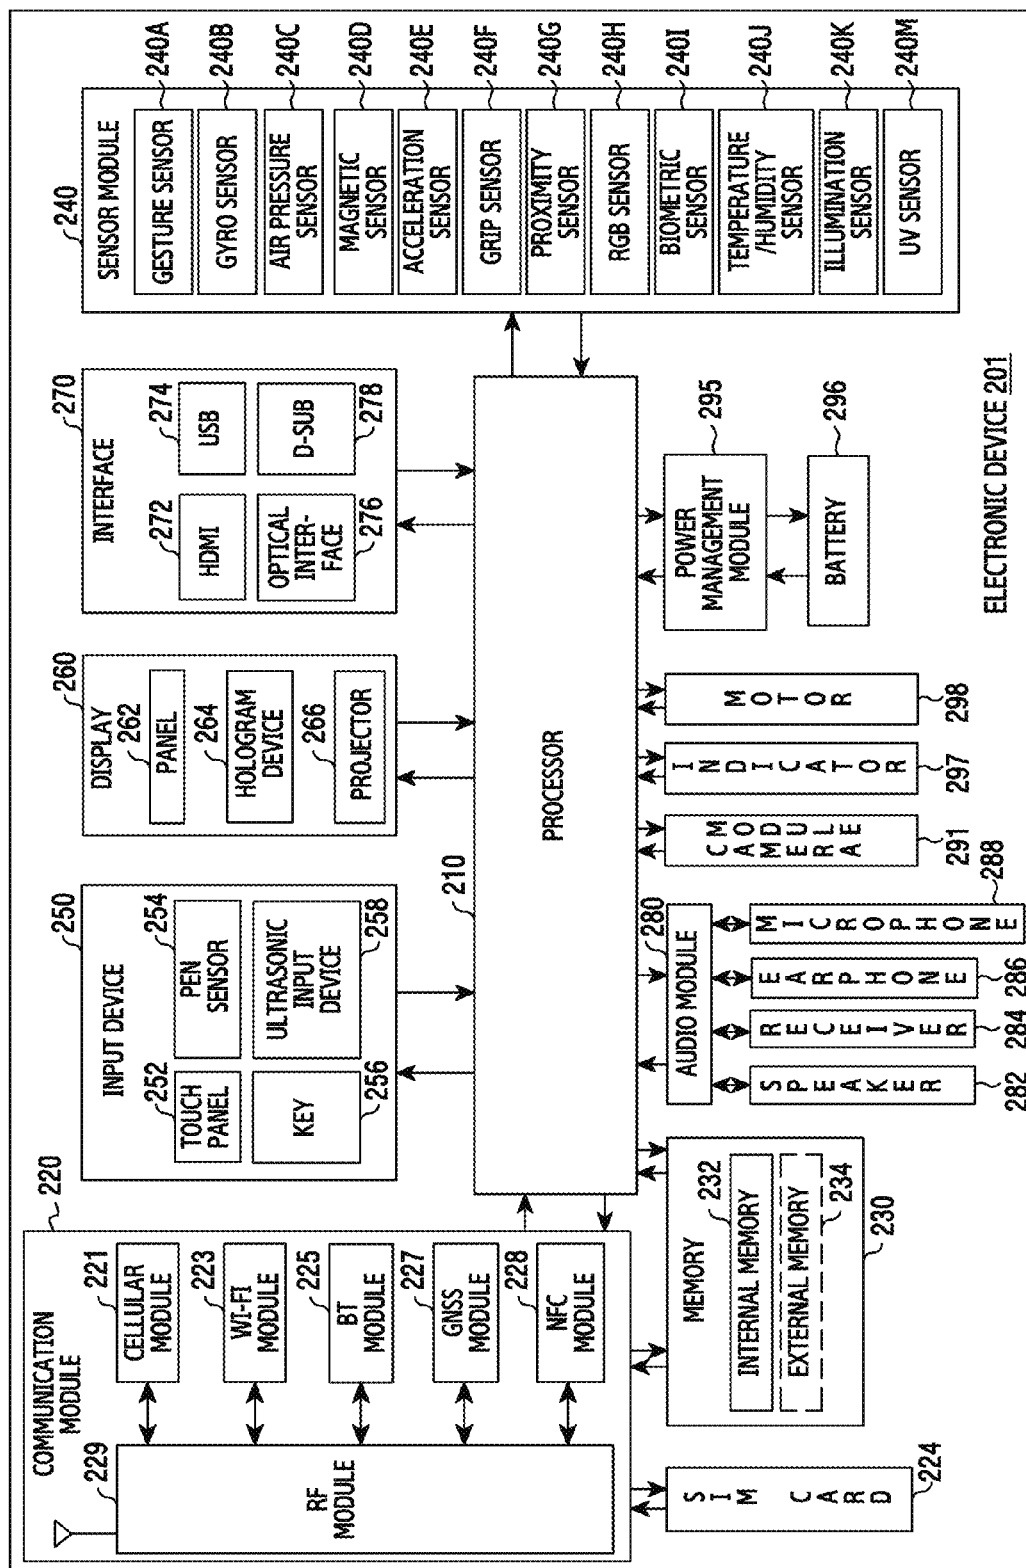 COMMUNICATION
MODULE
220
229
RF
MODULE
221
CELLULAR
MODULE
223
WI-FI
MODULE
225
BT
MODULE
227
GNSS
MODULE
228
NFC
MODULE
INPUT DEVICE
250
252
TOUCH
PANEL
254
PEN
SENSOR
256
KEY
258
ULTRASONIC
INPUT
DEVICE
DISPLAY
260
262
PANEL
264
HOLOGRAM
DEVICE
266
PROJECTOR
INTERFACE
270
272
HDMI
274
USB
276
OPTICAL
INTER-
FACE
278
D-SUB
240
SENSOR MODULE
GESTURE SENSOR
240A
GYRO SENSOR
240B
AIR PRESSURE
SENSOR
240C
MAGNETIC
SENSOR
240D
ACCELERATION
SENSOR
240E
GRIP SENSOR
240F
PROXIMITY
SENSOR
240G
RGB SENSOR
240H
BIOMETRIC
SENSOR
240I
TEMPERATURE
/HUMIDITY
SENSOR
240J
ILLUMINATION
SENSOR
240K
UV SENSOR
240M
210
PROCESSOR
SIM CARD
224
MEMORY
230
232
INTERNAL MEMORY
234
EXTERNAL MEMORY
280
AUDIO MODULE
SPEAKER
282
RECEIVER
284
EARPHONE
286
MICROPHONE
288
CAMERA
MODULE
291
INDICATOR
297
MOTOR
298
POWER
MANAGEMENT
MODULE
295
BATTERY
296
ELECTRONIC DEVICE 201